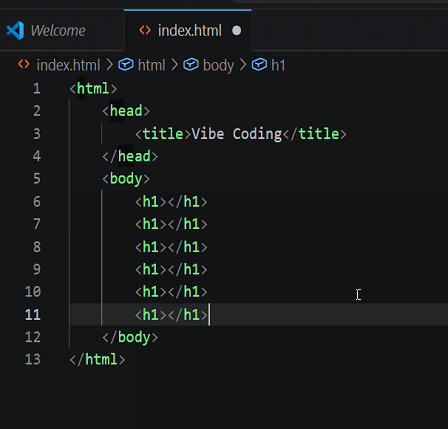 Welcome
<> index.html
<> index.html > html > body > h1
1 <html>
2     <head>
3         <title>Vibe Coding</title>
4     </head>
5     <body>
6         <h1></h1>
7         <h1></h1>
8         <h1></h1>
9         <h1></h1>
10         <h1></h1>
11         <h1></h1>
12     </body>
13 </html>